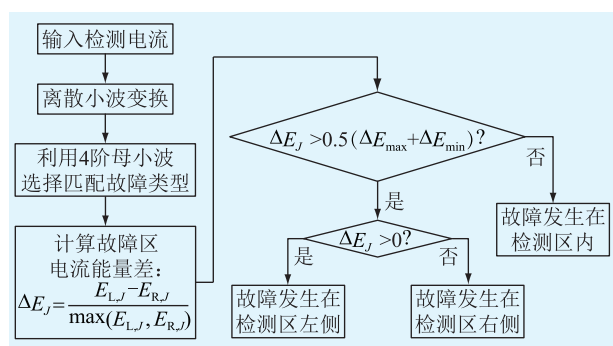 输入检测电流
离散小波变换
利用4阶母小波
选择匹配故障类型
计算故障区
电流能量差：
ΔE_J = (E_{L,J} − E_{R,J}) / max(E_{L,J}, E_{R,J})
ΔE_J >0.5(ΔE_max+ΔE_min)?
否
是
故障发生在
检测区内
ΔE_J >0?
是
否
故障发生在
检测区左侧
故障发生在
检测区右侧